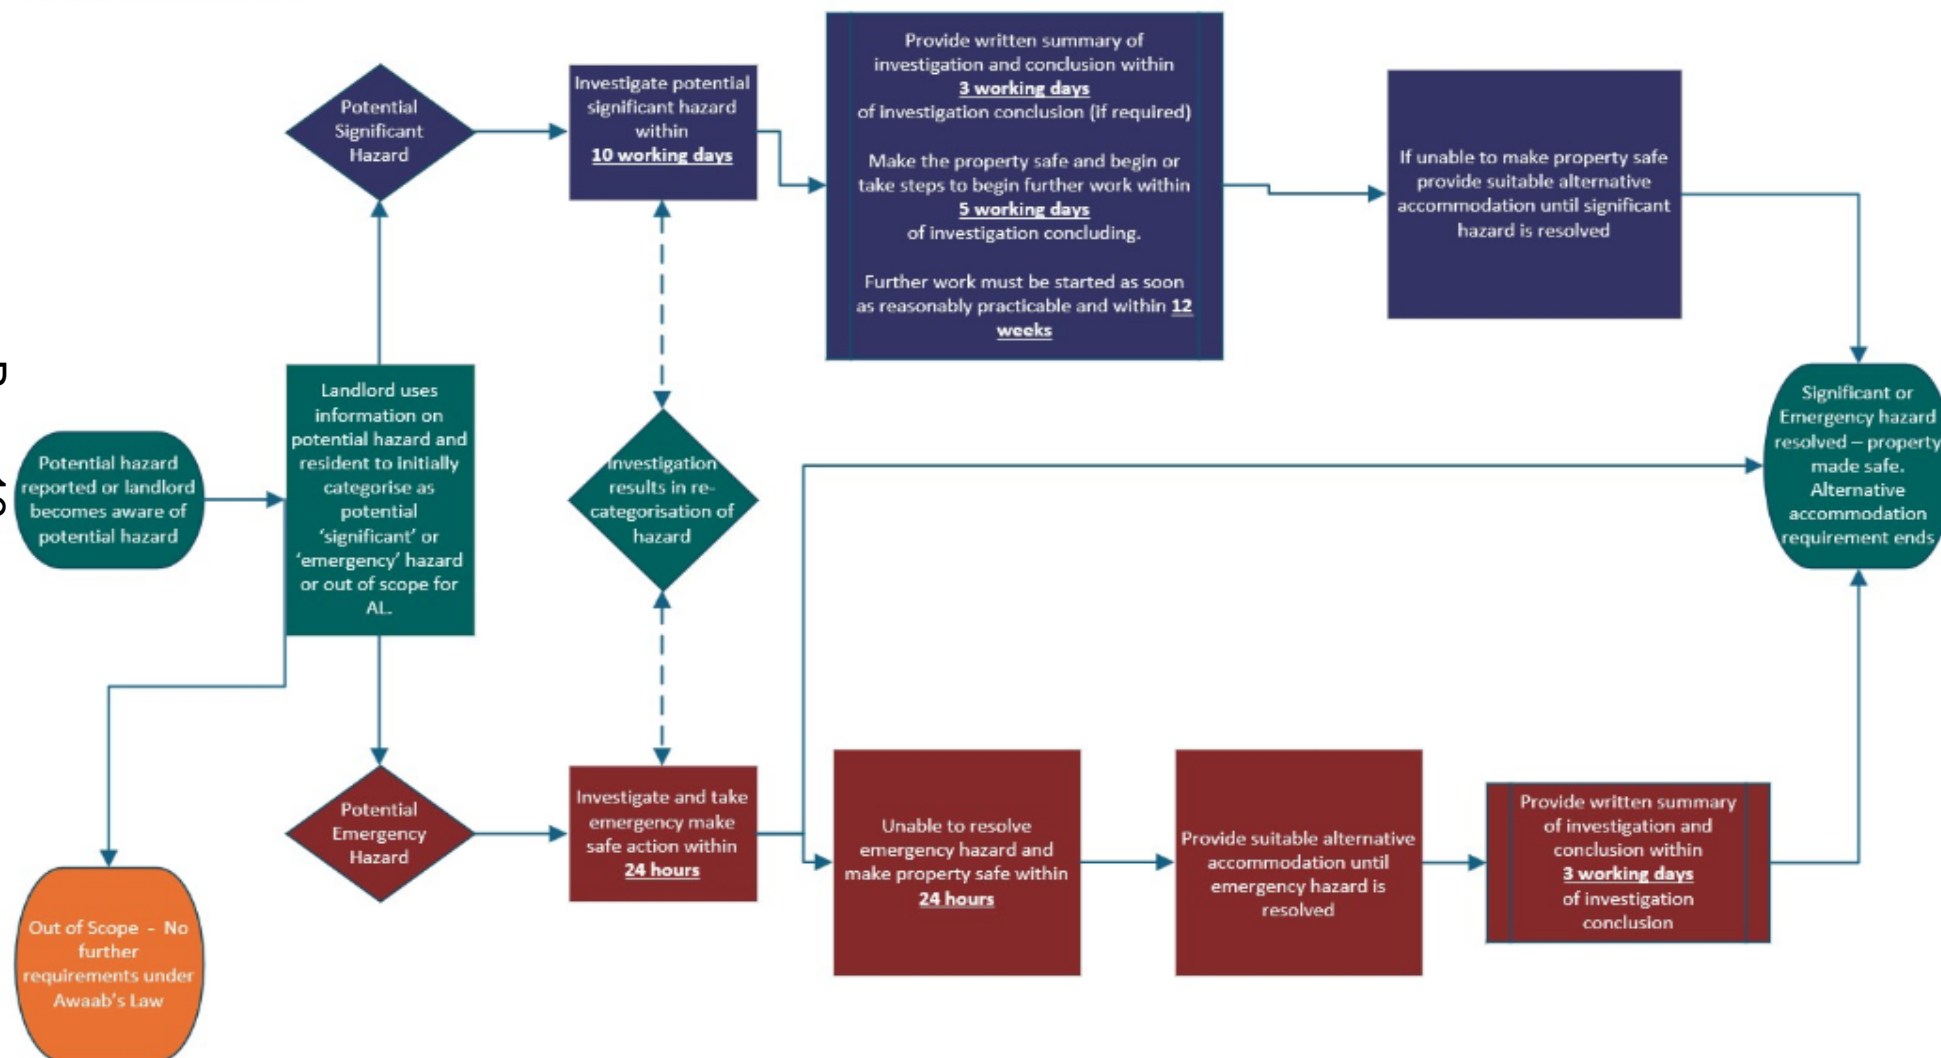 Potential hazard
reported or landlord
becomes aware of
potential hazard
Landlord uses
information on
potential hazard and
resident to initially
categorise as
potential
‘significant’ or
‘emergency’ hazard
or out of scope for
AL.
Potential
Significant
Hazard
Investigate potential
significant hazard
within
10 working days
Provide written summary of
investigation and conclusion within
3 working days
of investigation conclusion (if required)
Make the property safe and begin or
take steps to begin further work within
5 working days
of investigation concluding.
Further work must be started as soon
as reasonably practicable and within 12
weeks
If unable to make property safe
provide suitable alternative
accommodation until significant
hazard is resolved
Investigation
results in re-
categorisation of
hazard
Significant or
Emergency hazard
resolved – property
made safe.
Alternative
accommodation
requirement ends
Potential
Emergency
Hazard
Investigate and take
emergency make
safe action within
24 hours
Unable to resolve
emergency hazard and
make property safe within
24 hours
Provide suitable alternative
accommodation until
emergency hazard is
resolved
Provide written summary
of investigation and
conclusion within
3 working days
of investigation
conclusion
Out of Scope - No
further
requirements under
Awaab’s Law